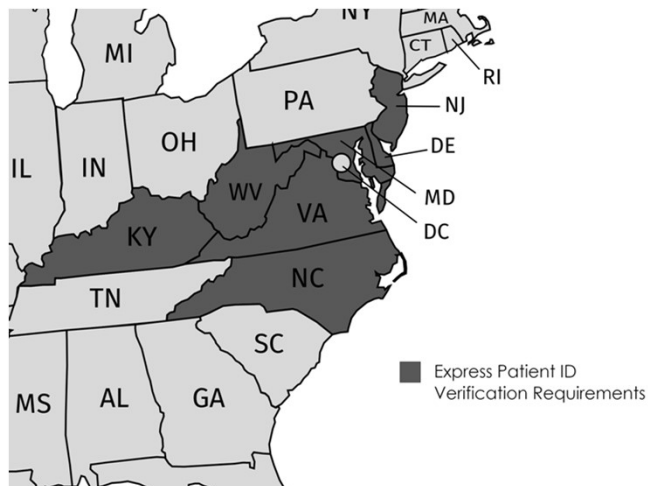 NY
MA
MI
CT
RI
PA
NJ
OH
DE
IL
IN
WV
MD
VA
DC
KY
NC
TN
SC
MS
AL
GA
Express Patient ID
Verification Requirements